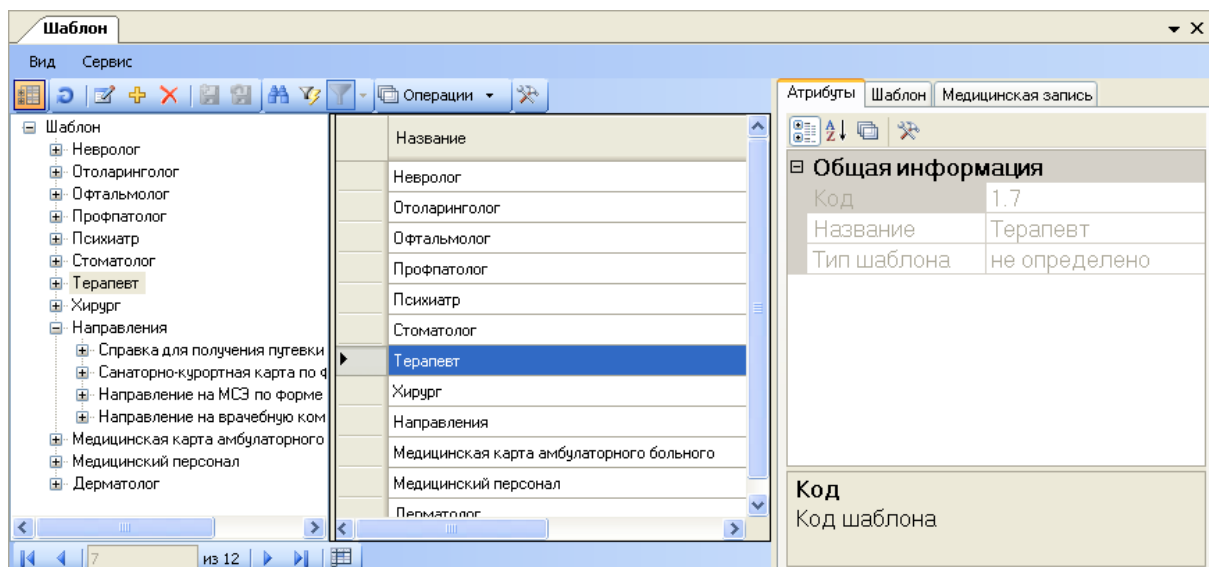 Шаблон
Вид Сервис
Операции
Шаблон
Невролог
Отоларинголог
Офтальмолог
Профпатолог
Психиатр
Стоматолог
Терапевт
Хирург
Направления
Справка для получения путевки
Санаторно-курортная карта по ф
Направление на МСЭ по форме
Направление на врачебную ком
Медицинская карта амбулаторного
Медицинский персонал
Дерматолог
7 из 12
Название
Невролог
Отоларинголог
Офтальмолог
Профпатолог
Психиатр
Стоматолог
Терапевт
Хирург
Направления
Медицинская карта амбулаторного больного
Медицинский персонал
Дерматолог
Атрибуты Шаблон Медицинская запись
Общая информация
Код 1.7
Название Терапевт
Тип шаблона не определено
Код
Код шаблона